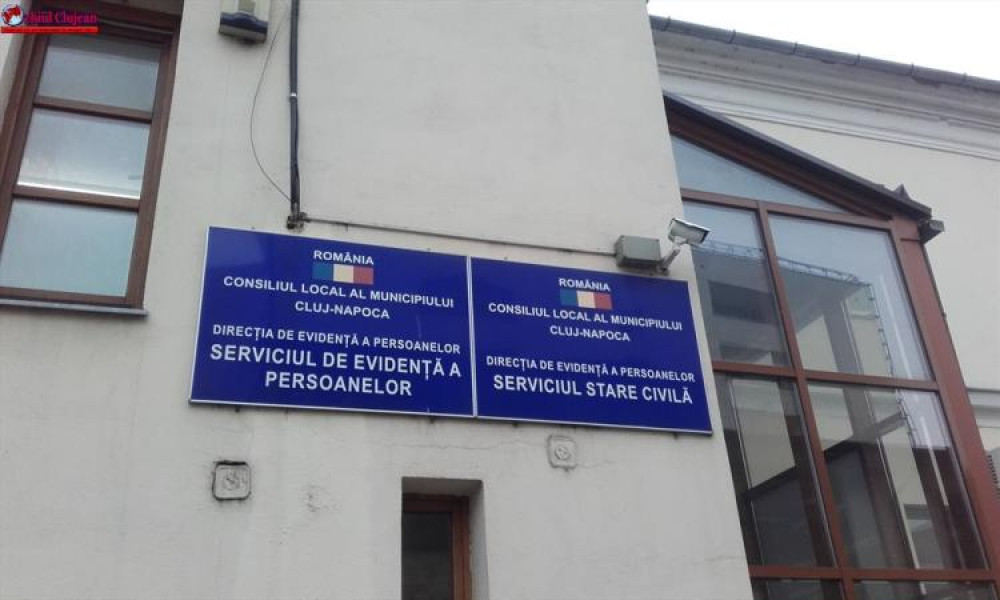 Ziarul Clujean
ROMÂNIA
CONSILIUL LOCAL AL MUNICIPIULUI
CLUJ-NAPOCA
DIRECȚIA DE EVIDENȚĂ A PERSOANELOR
SERVICIUL DE EVIDENȚĂ A
PERSOANELOR
ROMÂNIA
CONSILIUL LOCAL AL MUNICIPIULUI
CLUJ-NAPOCA
DIRECȚIA DE EVIDENȚĂ A PERSOANELOR
SERVICIUL STARE CIVILĂ